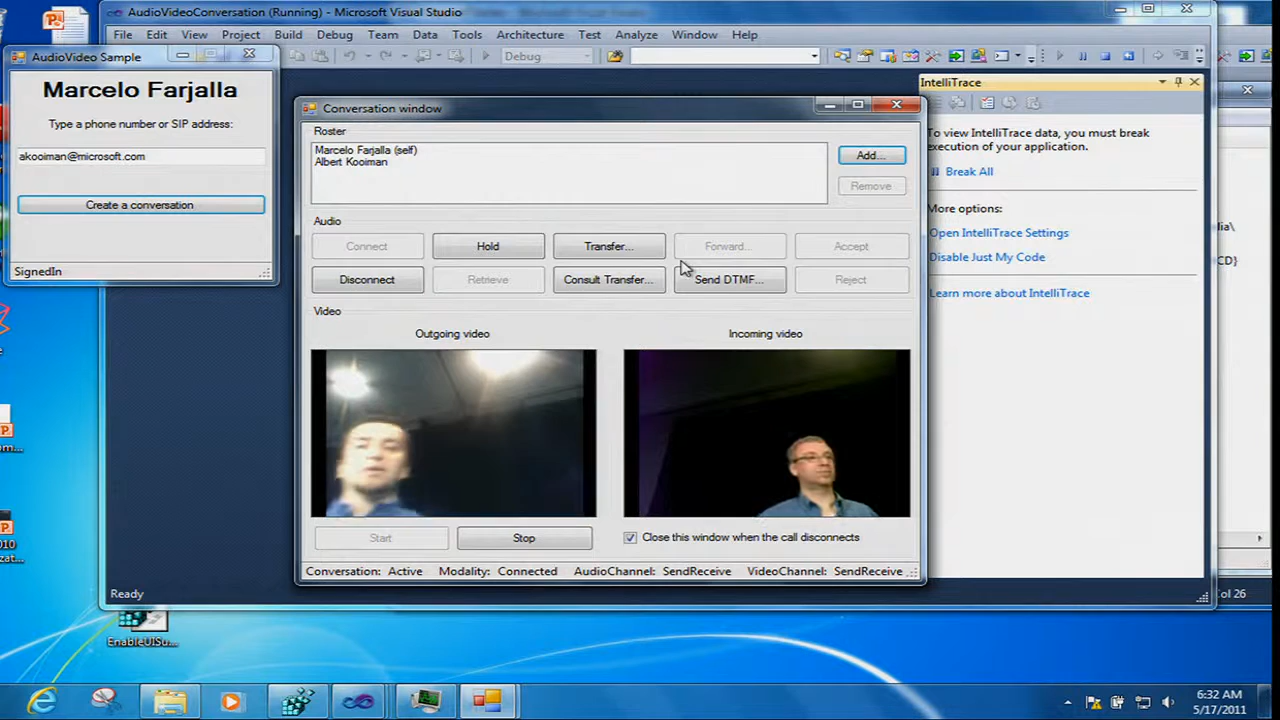 AudioVideoConversation (Running) - Microsoft Visual Studio
File Edit View Project Build Debug Team Data Tools Architecture Test Analyze Window Help
Debug
AudioVideo Sample
Marcelo Farjalla
Type a phone number or SIP address:
akooiman@microsoft.com
Create a conversation
SignedIn
Conversation window
Roster
Marcelo Farjalla (self)
Albert Kooiman
Add...
Remove
Audio
Connect Hold Transfer... Forward... Accept
Disconnect Retrieve Consult Transfer... Send DTMF... Reject
Video
Outgoing video Incoming video
Start Stop Close this window when the call disconnects
Conversation: Active Modality: Connected AudioChannel: SendReceive VideoChannel: SendReceive
IntelliTrace
To view IntelliTrace data, you must break
execution of your application.
Break All
More options:
Open IntelliTrace Settings
Disable Just My Code
Learn more about IntelliTrace
CD}
Ready
ol 26
EnableUISu...
6:32 AM
5/17/2011